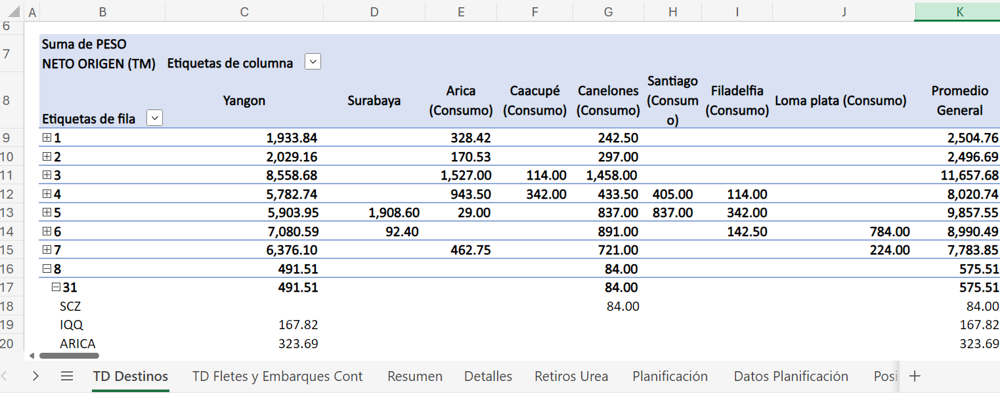 A B C D E F G H I J K
6
7 Suma de PESO
NETO ORIGEN (TM) Etiquetas de columna
8 Etiquetas de fila Yangon Surabaya Arica (Consumo) Caacupé (Consumo) Canelones (Consumo) Santiago (Consumo) Filadelfia (Consumo) Loma plata (Consumo) Promedio General
9 1 1,933.84 328.42 242.50 2,504.76
10 2 2,029.16 170.53 297.00 2,496.69
11 3 8,558.68 1,527.00 114.00 1,458.00 11,657.68
12 4 5,782.74 943.50 342.00 433.50 405.00 114.00 8,020.74
13 5 5,903.95 1,908.60 29.00 837.00 837.00 342.00 9,857.55
14 6 7,080.59 92.40 891.00 142.50 784.00 8,990.49
15 7 6,376.10 462.75 721.00 224.00 7,783.85
16 8 491.51 84.00 575.51
17 31 491.51 84.00 575.51
18 SCZ 84.00 84.00
19 IQQ 167.82 167.82
20 ARICA 323.69 323.69
TD Destinos TD Fletes y Embarques Cont Resumen Detalles Retiros Urea Planificación Datos Planificación Posi